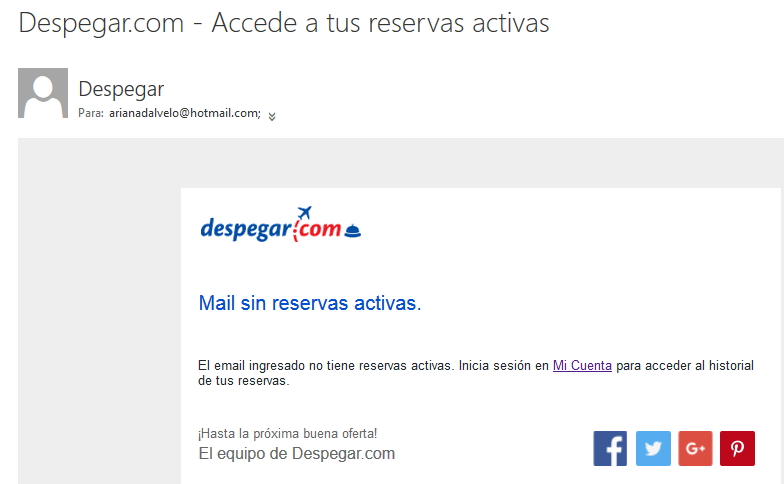 Despegar.com - Accede a tus reservas activas
Despegar
Para: arianadalvelo@hotmail.com;
despegar.com
Mail sin reservas activas.
El email ingresado no tiene reservas activas. Inicia sesión en Mi Cuenta para acceder al historial
de tus reservas.
¡Hasta la próxima buena oferta!
El equipo de Despegar.com
f
G+